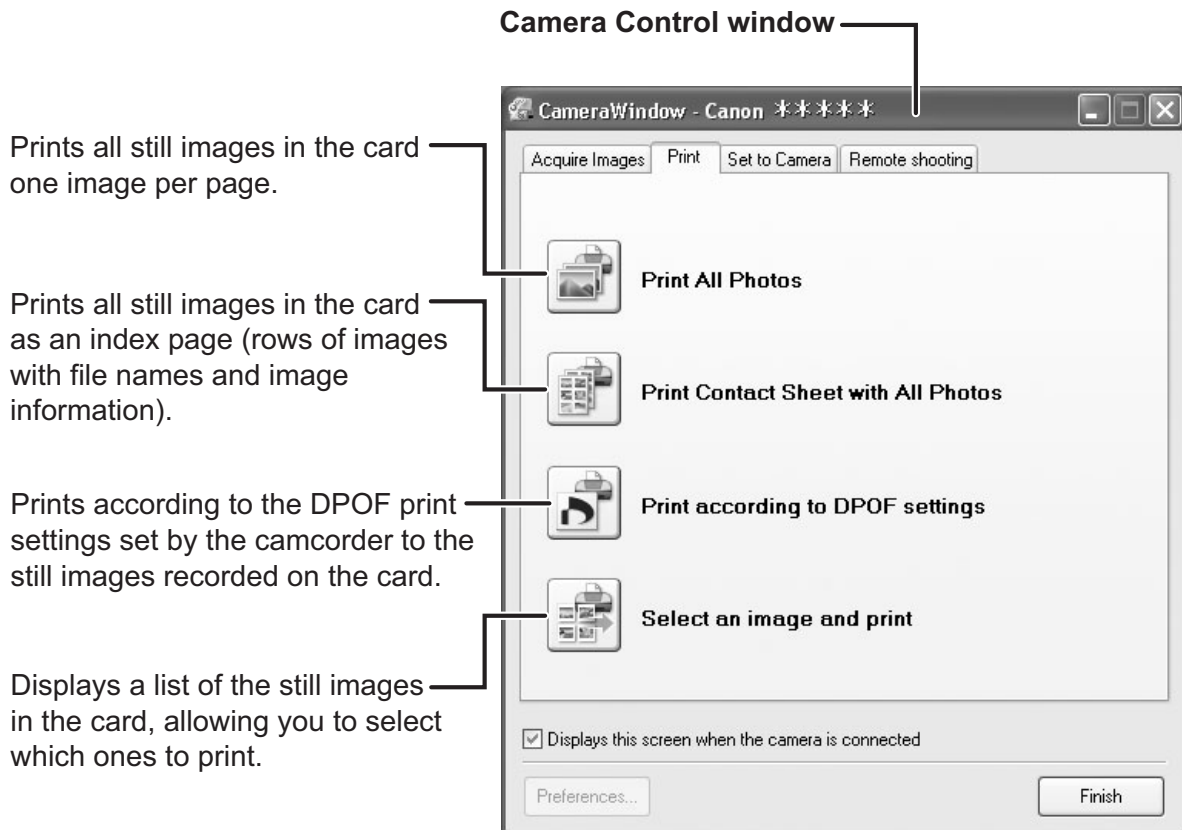 Camera Control window
CameraWindow - Canon *****
Acquire Images Print Set to Camera Remote shooting
Prints all still images in the card
one image per page.
Print All Photos
Prints all still images in the card
as an index page (rows of images
with file names and image
information).
Print Contact Sheet with All Photos
Prints according to the DPOF print
settings set by the camcorder to the
still images recorded on the card.
Print according to DPOF settings
Displays a list of the still images
in the card, allowing you to select
which ones to print.
Select an image and print
Displays this screen when the camera is connected
Preferences... Finish